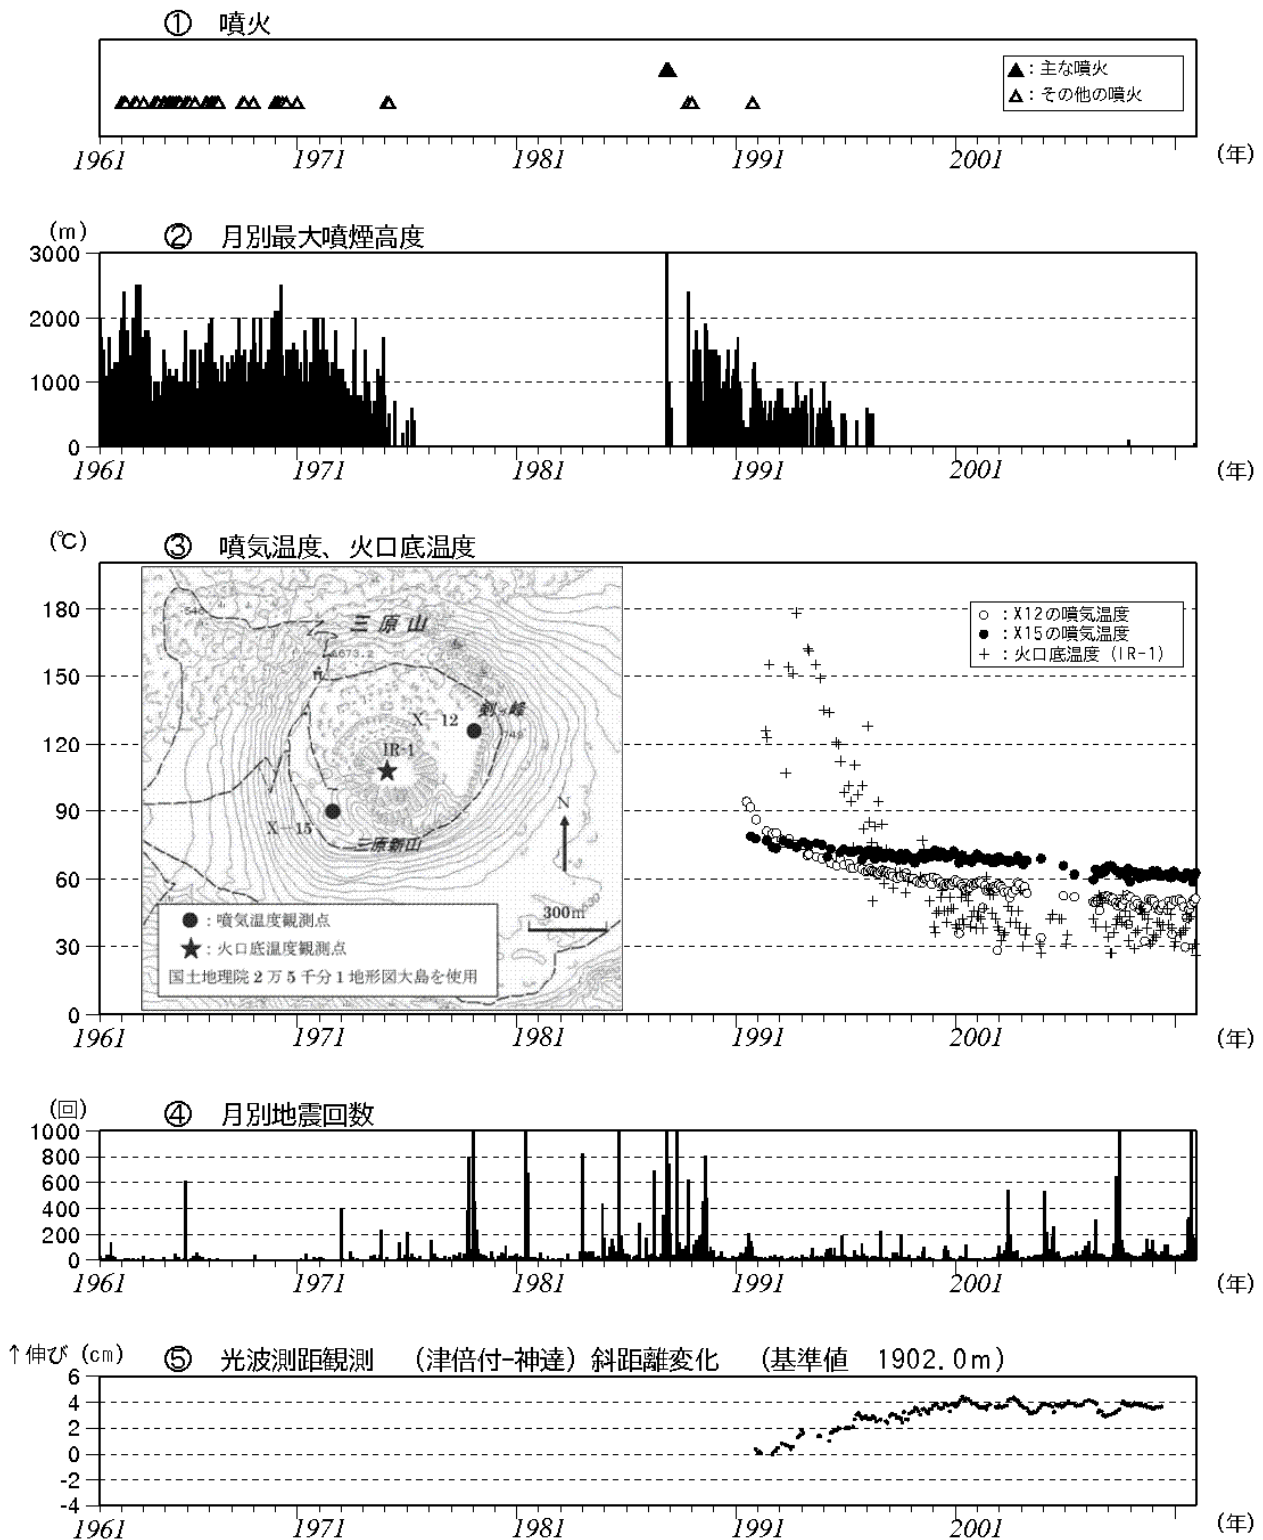 ① 噴火
▲：主な噴火
△：その他の噴火
1961 1971 1981 1991 2001 (年)
(m) ② 月別最大噴煙高度
3000
2000
1000
0
1961 1971 1981 1991 2001 (年)
(℃) ③ 噴気温度、火口底温度
180
150
120
90
60
30
0
○：X12の噴気温度
●：X15の噴気温度
＋：火口底温度（IR-1）
三原山
673.2
剣ヶ峰
X－12
749
IR-1
X－15
三原新山
N
300m
●：噴気温度観測点
★：火口底温度観測点
国土地理院2万5千分1地形図大島を使用
1961 1971 1981 1991 2001 (年)
(回) ④ 月別地震回数
1000
800
600
400
200
0
1961 1971 1981 1991 2001 (年)
↑伸び (cm) ⑤ 光波測距観測 （津倍付-神達）斜距離変化 （基準値 1902.0m）
6
4
2
0
-2
-4
1961 1971 1981 1991 2001 (年)